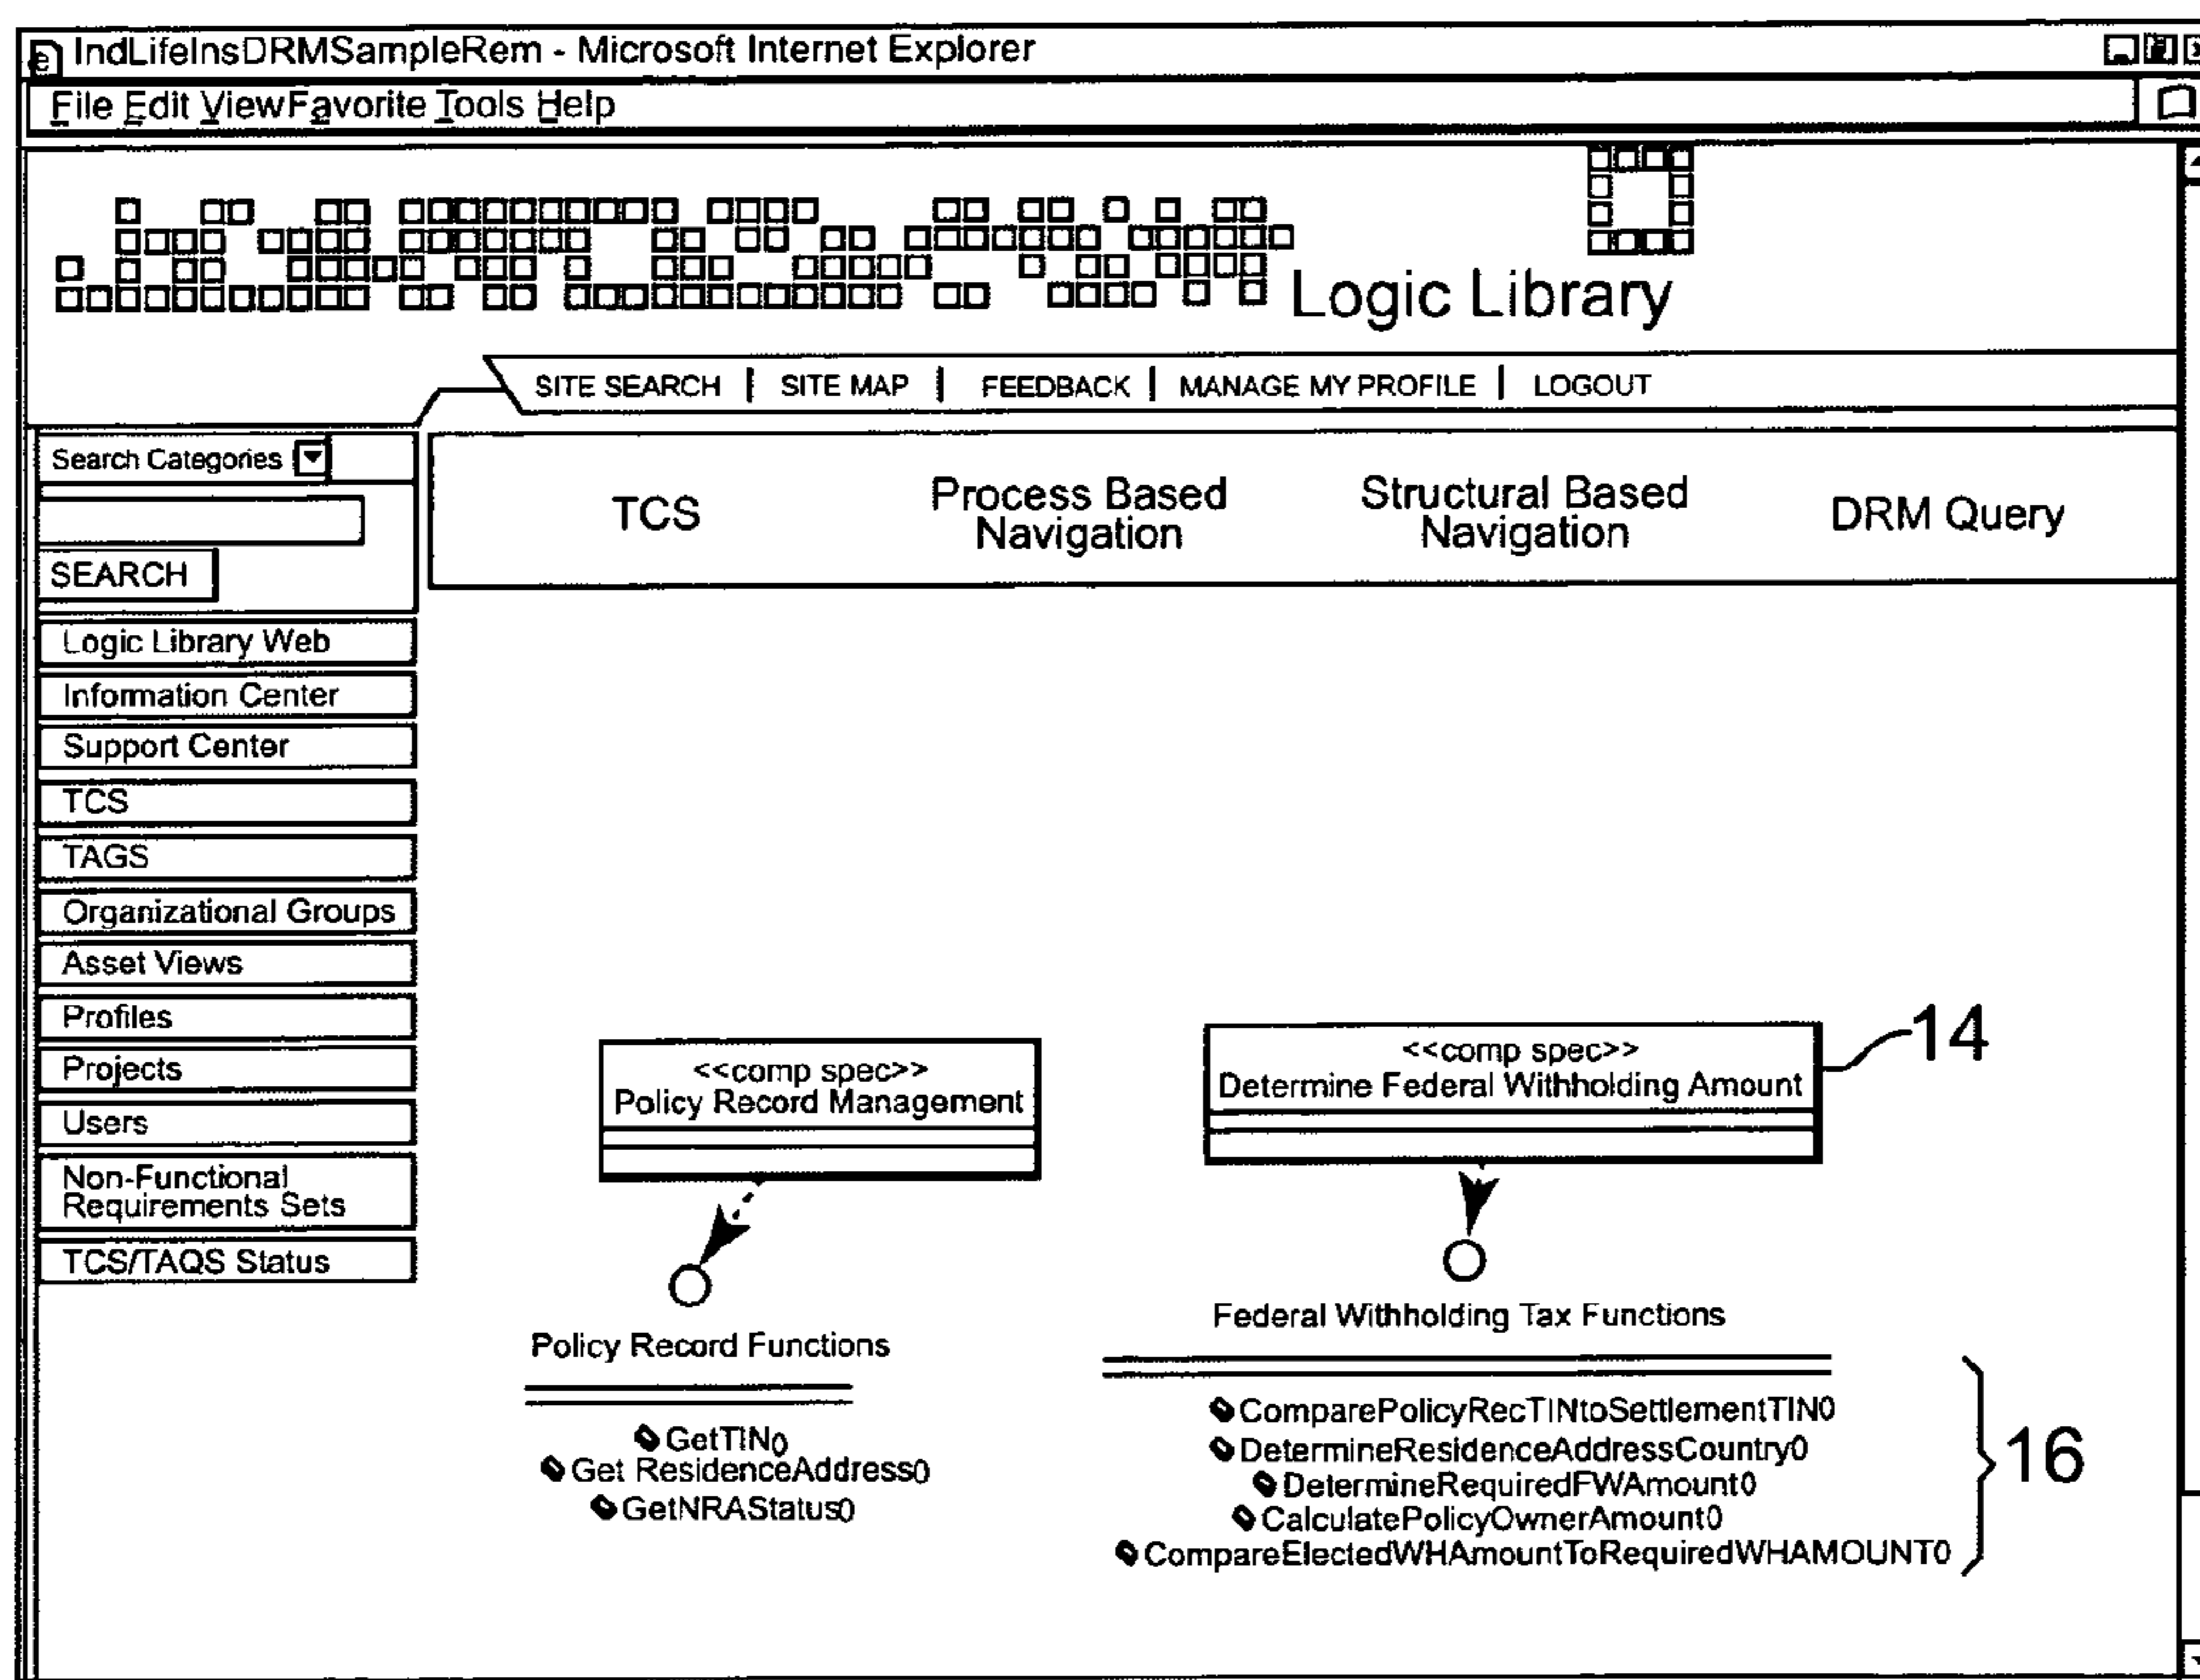 IndLifeInsDRMSampleRem - Microsoft Internet Explorer
File Edit View Favorite Tools Help
Logic Library
SITE SEARCH | SITE MAP | FEEDBACK | MANAGE MY PROFILE | LOGOUT
Search Categories
SEARCH
TCS
Process Based
Navigation
Structural Based
Navigation
DRM Query
Logic Library Web
Information Center
Support Center
TCS
TAGS
Organizational Groups
Asset Views
Profiles
Projects
Users
Non-Functional
Requirements Sets
TCS/TAQS Status
<<comp spec>>
Policy Record Management
Policy Record Functions
GetTIN()
Get ResidenceAddress()
GetNRAStatus()
<<comp spec>>
Determine Federal Withholding Amount
14
Federal Withholding Tax Functions
ComparePolicyRecTINtoSettlementTIN()
DetermineResidenceAddressCountry()
DetermineRequiredFWAmount()
CalculatePolicyOwnerAmount()
CompareElectedWHAmountToRequiredWHAMOUNT()
16